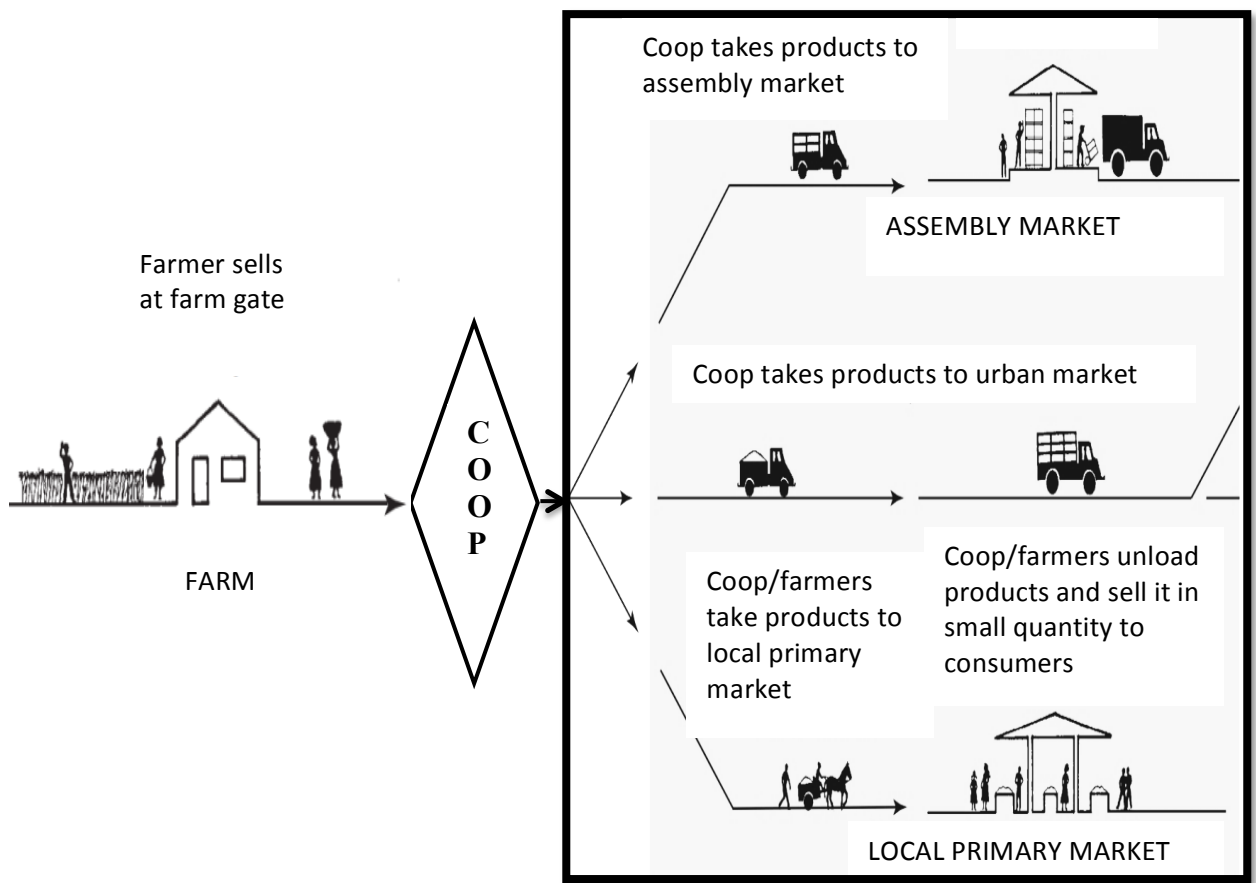 Farmer sells
at farm gate
FARM
C
O
O
P
Coop takes products to
assembly market
ASSEMBLY MARKET
Coop takes products to urban market
Coop/farmers
take products to
local primary
market
Coop/farmers unload
products and sell it in
small quantity to
consumers
LOCAL PRIMARY MARKET